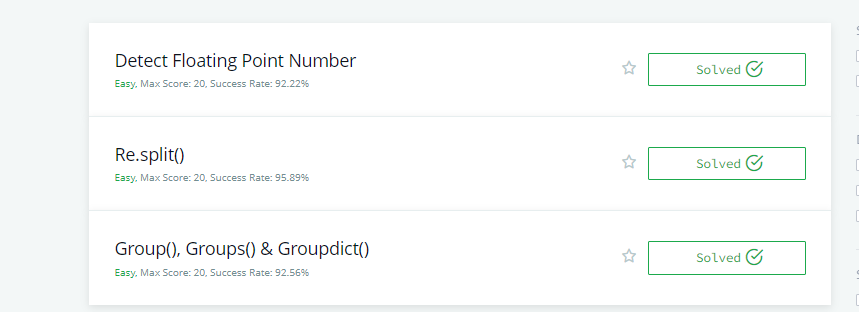 Detect Floating Point Number
Easy, Max Score: 20, Success Rate: 92.22%
Solved
Re.split()
Easy, Max Score: 20, Success Rate: 95.89%
Solved
Group(), Groups() & Groupdict()
Easy, Max Score: 20, Success Rate: 92.56%
Solved